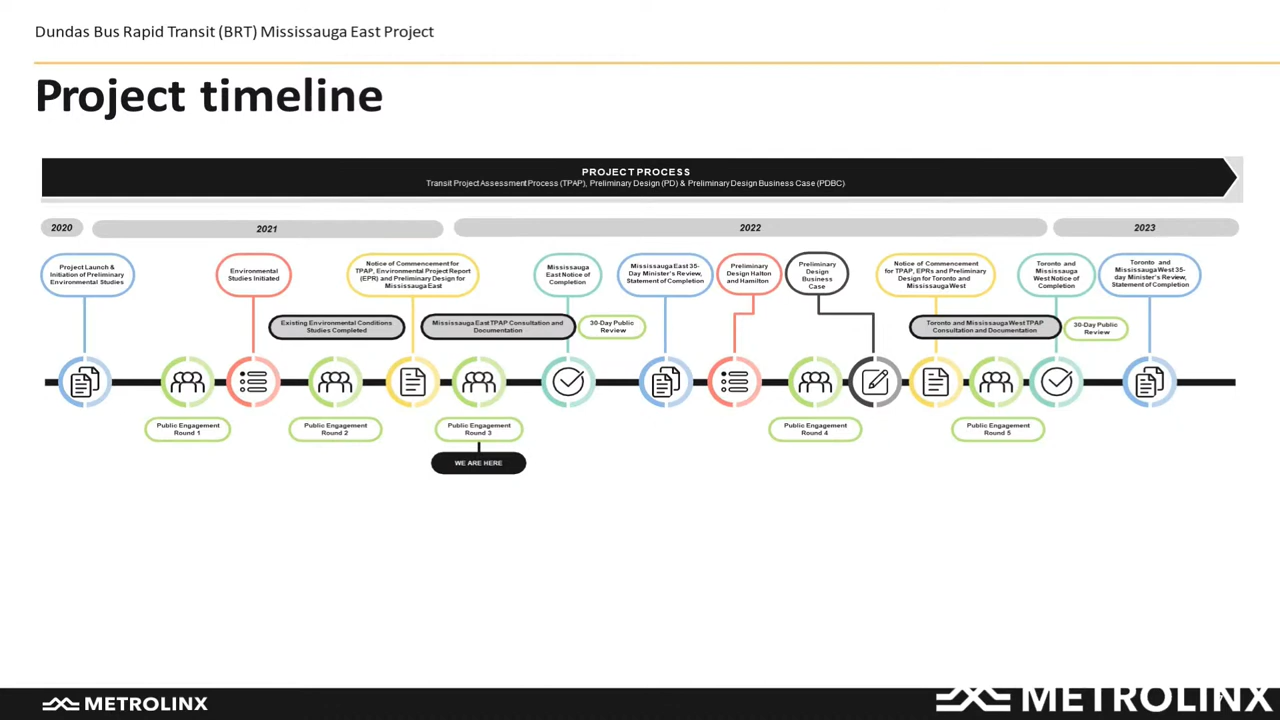 Dundas Bus Rapid Transit (BRT) Mississauga East Project
Project timeline
PROJECT PROCESS
Transit Project Assessment Process (TPAP), Preliminary Design (PD) & Preliminary Design Business Case (PDBC)
2020
2021
2022
2023
Project Launch &
Initiation of Preliminary
Environmental Studies
Environmental
Studies Initiated
Notice of Commencement for
TPAP, Environmental Project Report
(EPR) and Preliminary Design for
Mississauga East
Mississauga
East Notice of
Completion
Mississauga East 35-
Day Minister's Review,
Statement of Completion
Preliminary
Design Halton
and Hamilton
Preliminary
Design
Business
Case
Notice of Commencement
for TPAP, EPRs and Preliminary
Design for Toronto and
Mississauga West
Toronto and
Mississauga
West Notice of
Completion
Toronto and
Mississauga West 35-
day Minister's Review,
Statement of Completion
Existing Environmental Conditions
Studies Completed
Mississauga East TPAP Consultation and
Documentation
30-Day Public
Review
Toronto and Mississauga West TPAP
Consultation and Documentation
30-Day Public
Review
Public Engagement
Round 1
Public Engagement
Round 2
Public Engagement
Round 3
Public Engagement
Round 4
Public Engagement
Round 5
WE ARE HERE
METROLINX
METROLINX